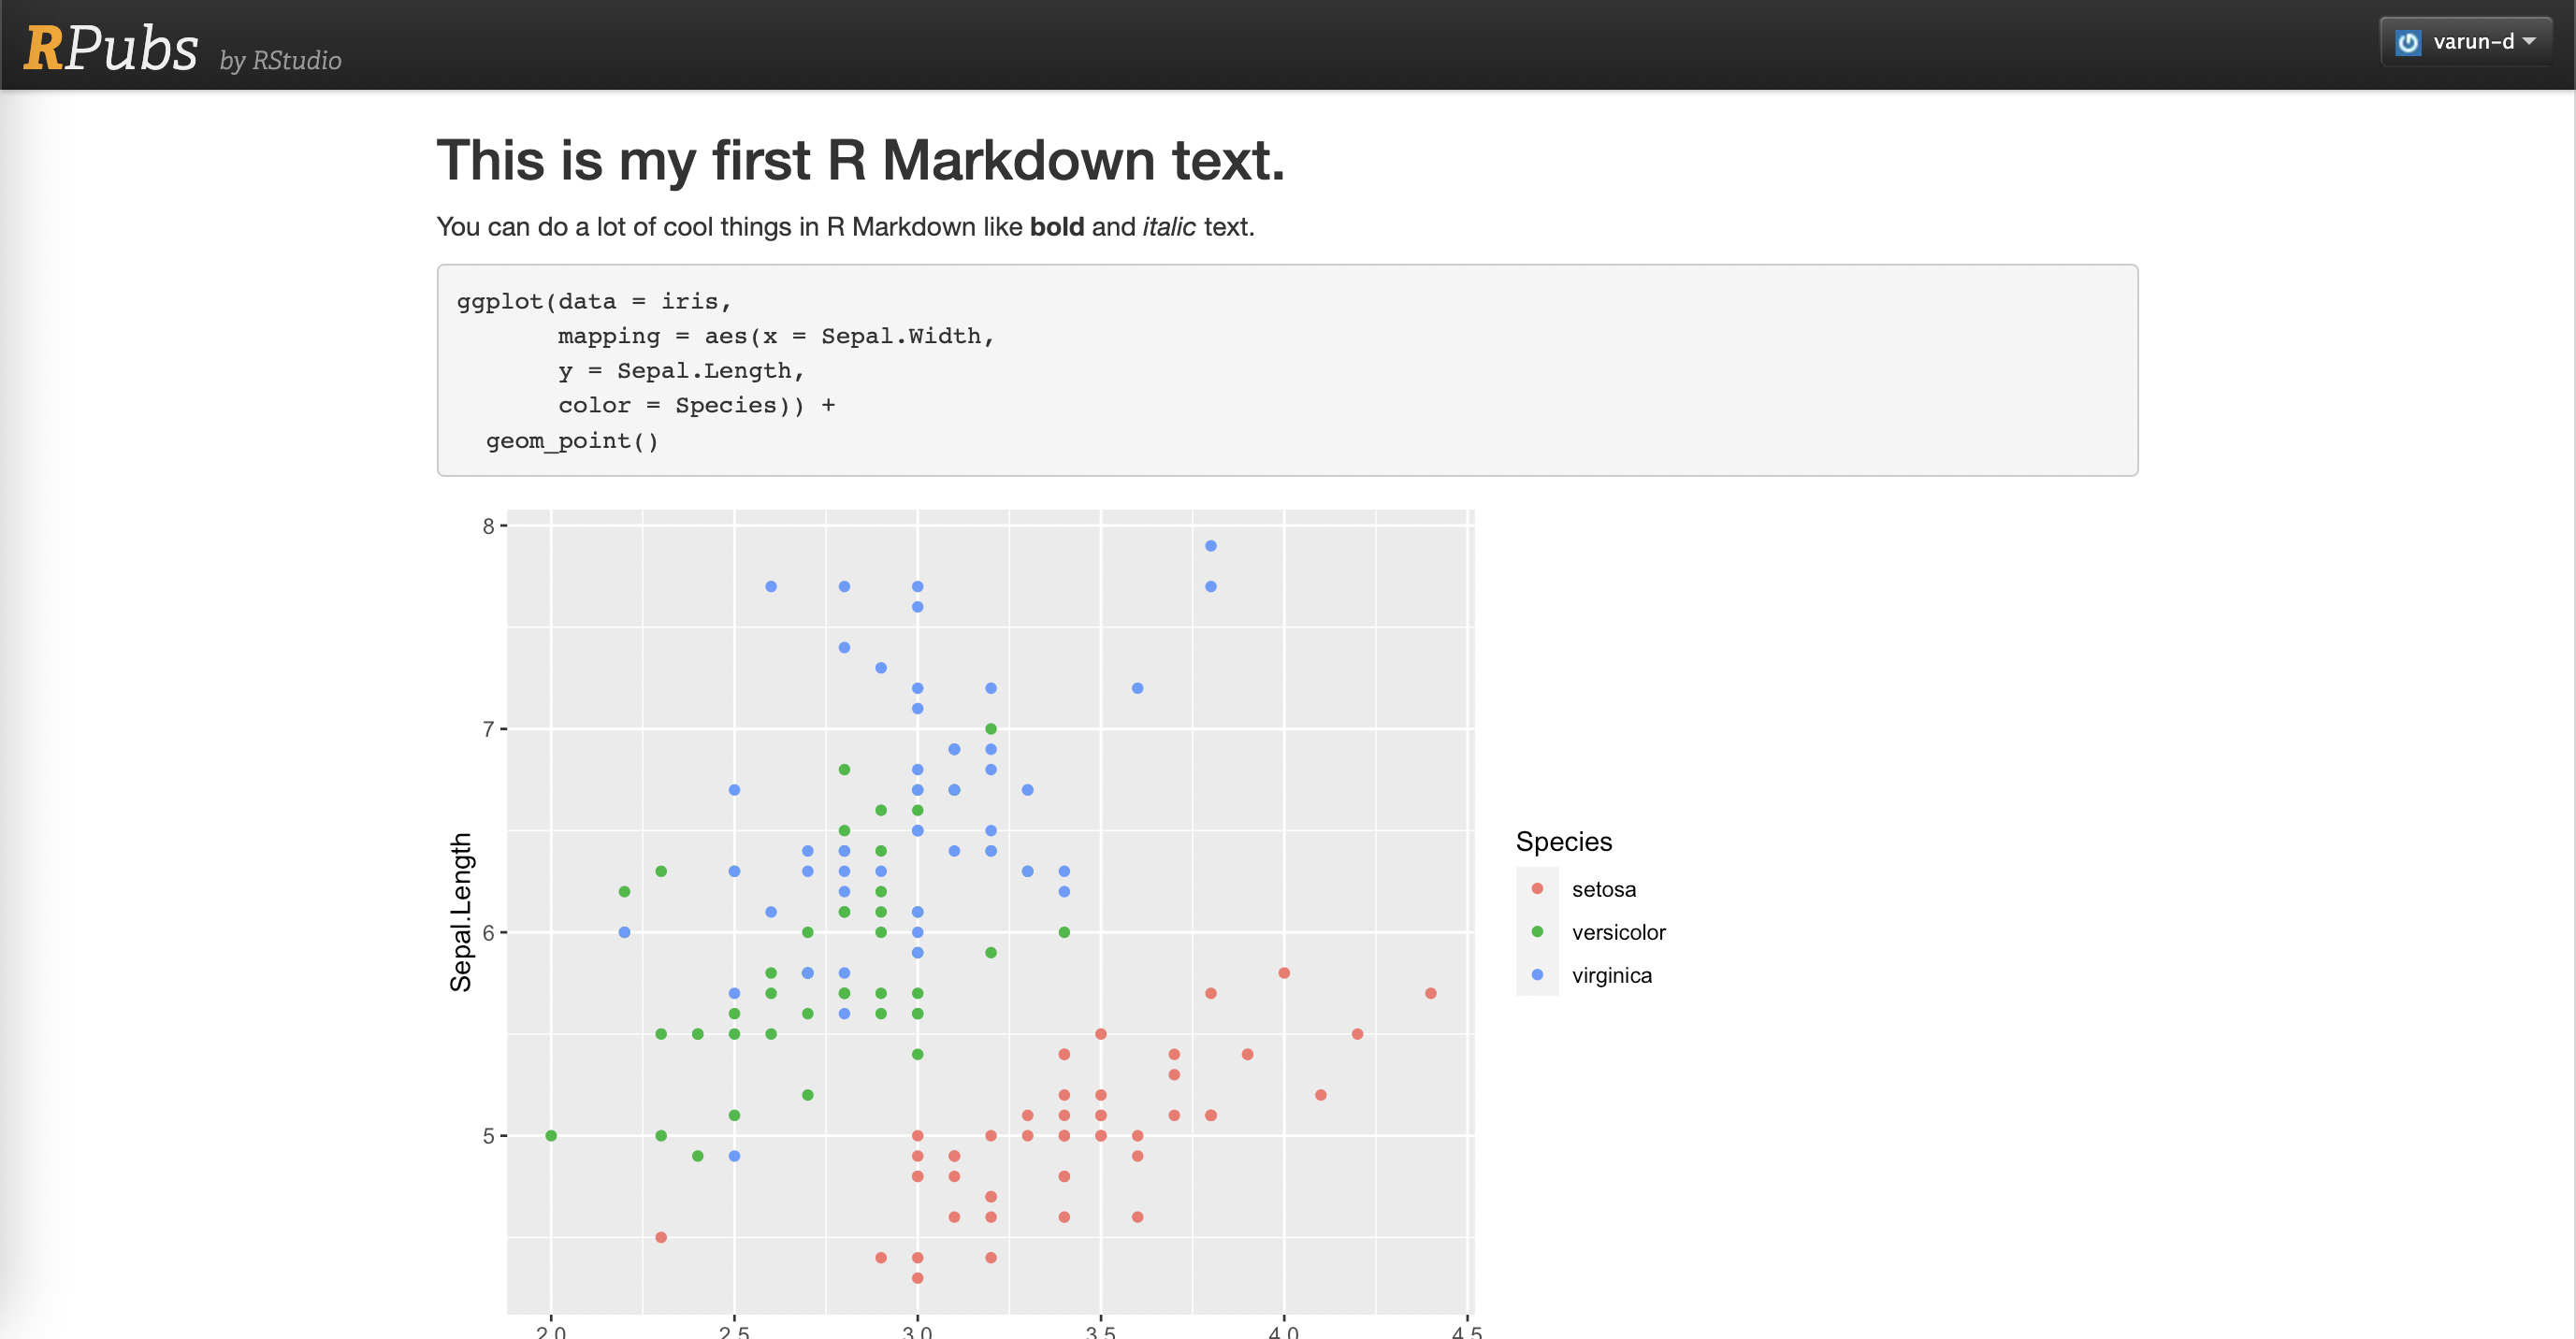 RPubs by RStudio
varun-d
This is my first R Markdown text.
You can do a lot of cool things in R Markdown like bold and italic text.
ggplot(data = iris,
       mapping = aes(x = Sepal.Width,
       y = Sepal.Length,
       color = Species)) +
  geom_point()
8
7
6
5
Sepal.Length
Species
setosa
versicolor
virginica
2.0 2.5 3.0 3.5 4.0 4.5